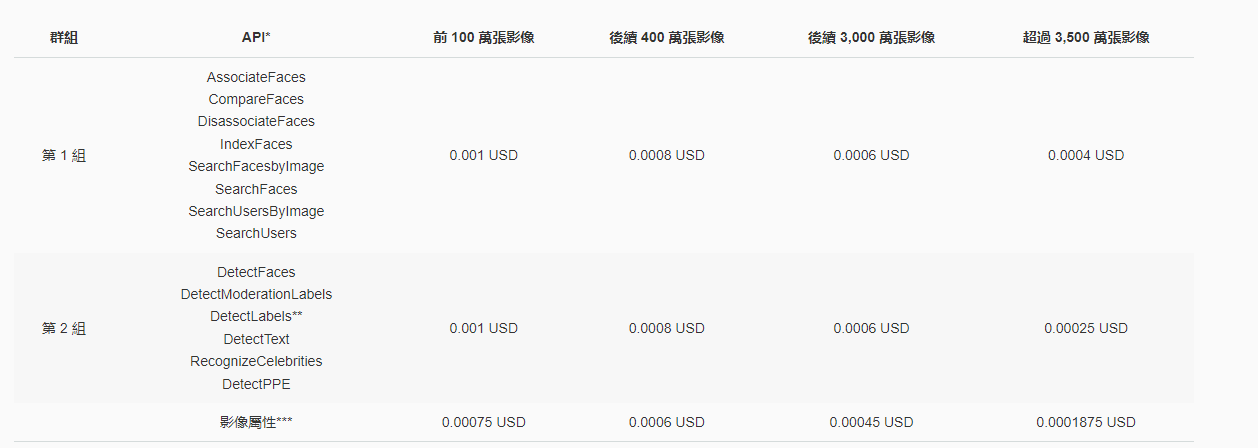 群組 API* 前 100 萬張影像 後續 400 萬張影像 後續 3,000 萬張影像 超過 3,500 萬張影像
AssociateFaces
CompareFaces
DisassociateFaces
IndexFaces
第 1 組 0.001 USD 0.0008 USD 0.0006 USD 0.0004 USD
SearchFacesbyImage
SearchFaces
SearchUsersByImage
SearchUsers
DetectFaces
DetectModerationLabels
DetectLabels**
第 2 組 0.001 USD 0.0008 USD 0.0006 USD 0.00025 USD
DetectText
RecognizeCelebrities
DetectPPE
影像屬性*** 0.00075 USD 0.0006 USD 0.00045 USD 0.0001875 USD